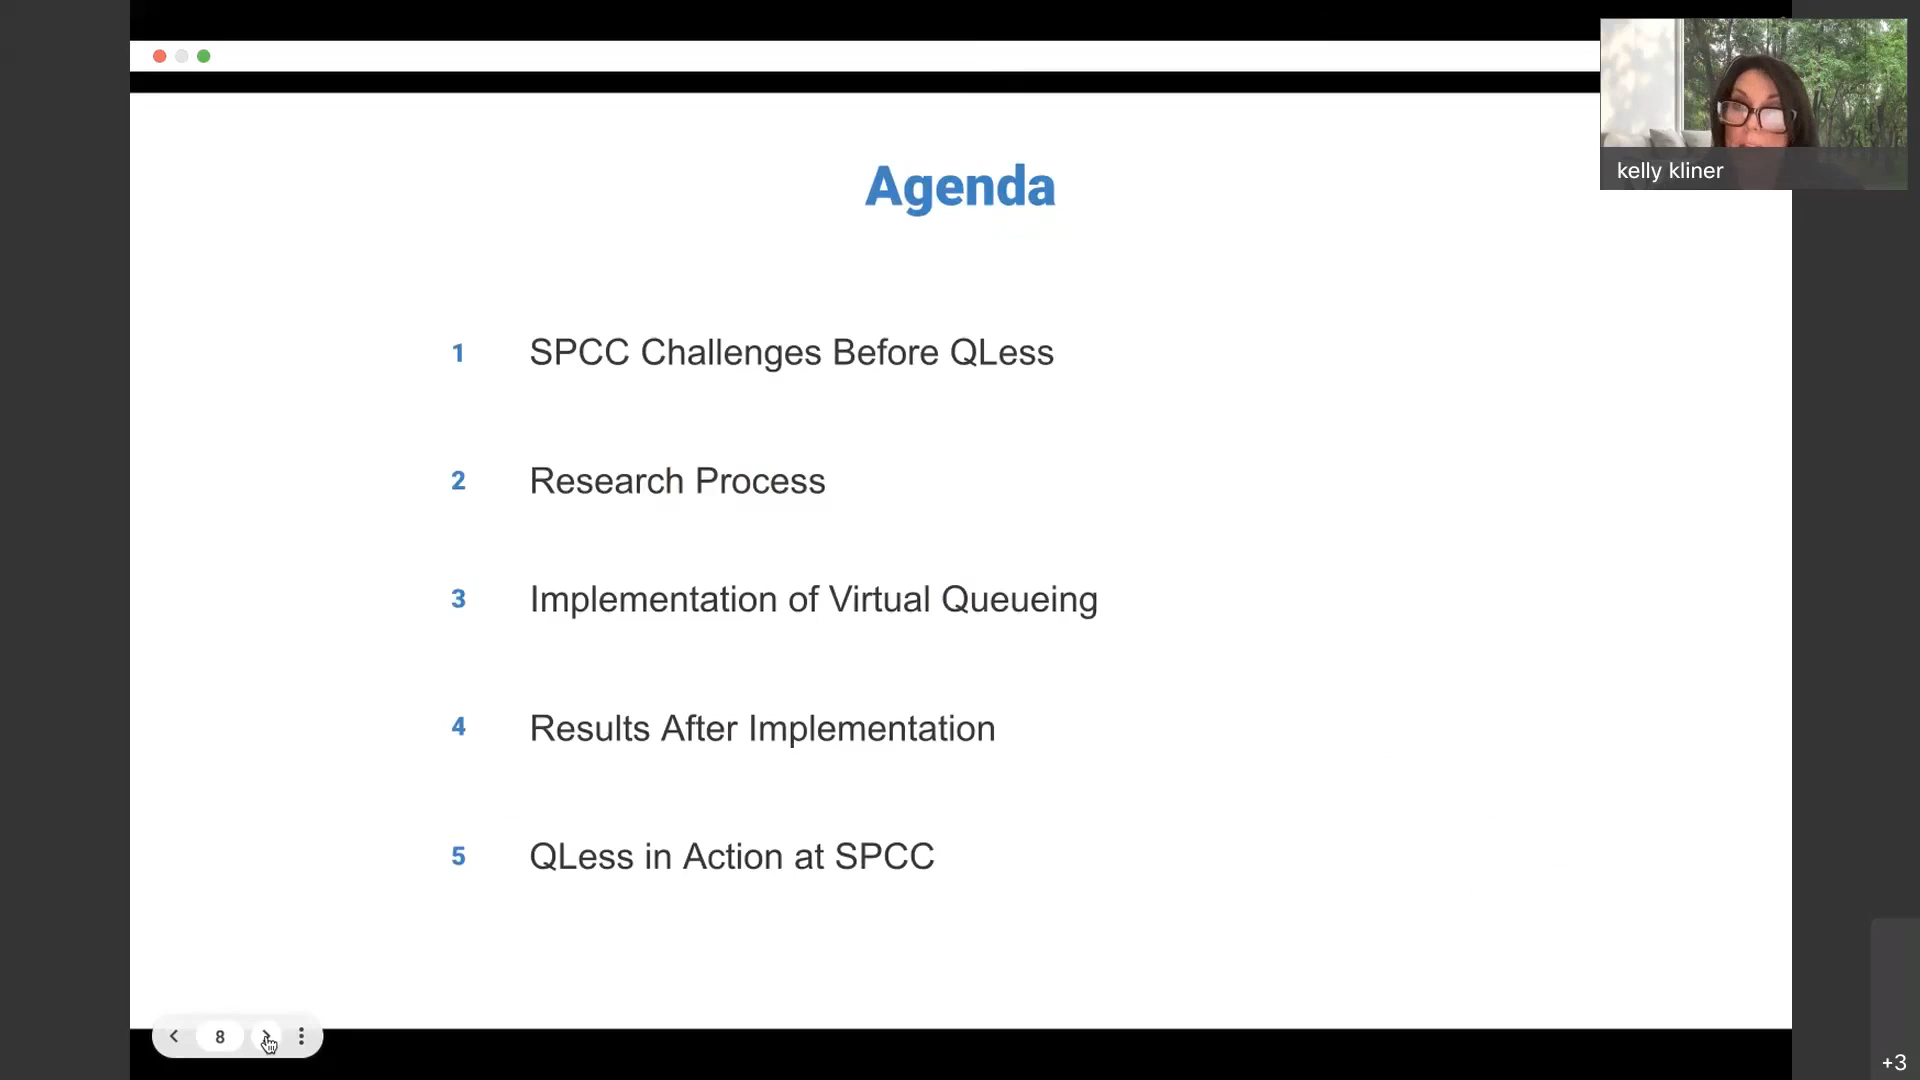 kelly kliner
Agenda
1 SPCC Challenges Before QLess
2 Research Process
3 Implementation of Virtual Queueing
4 Results After Implementation
5 QLess in Action at SPCC
8
+3